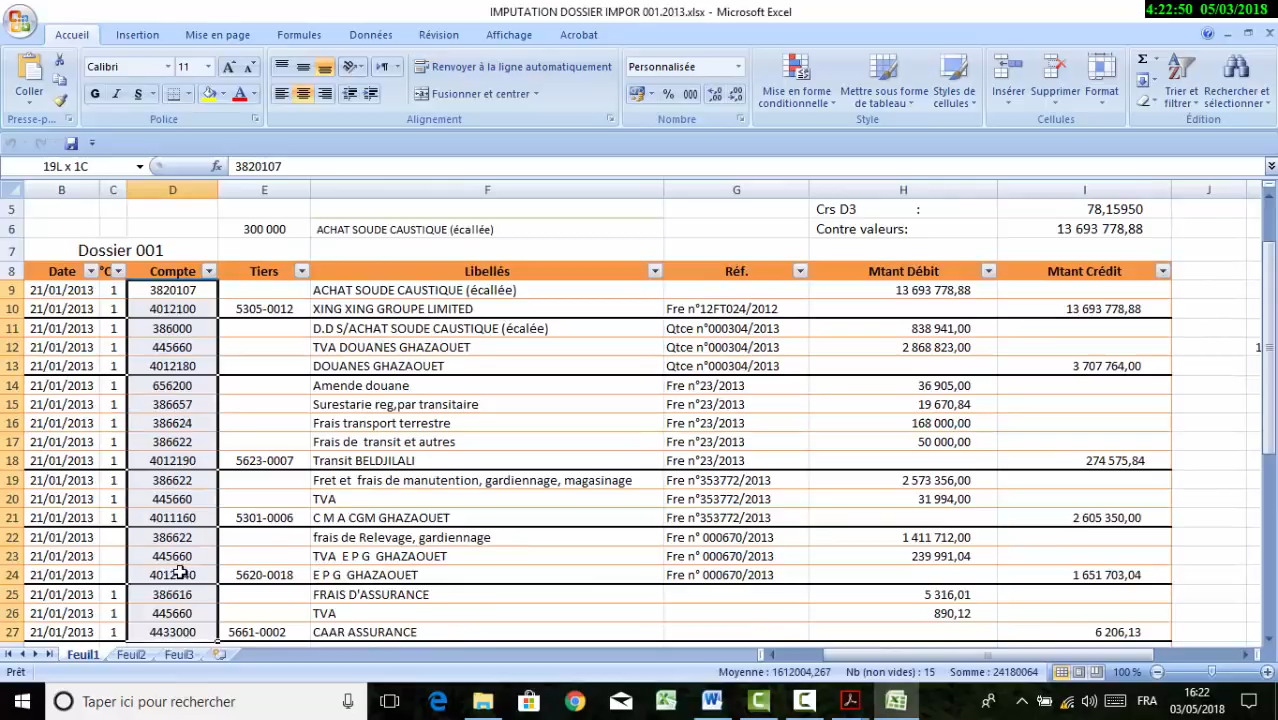 IMPUTATION DOSSIER IMPOR 001.2013.xlsx - Microsoft Excel
4:22:50 05/03/2018
Accueil Insertion Mise en page Formules Données Révision Affichage Acrobat
Coller
Calibri 11
G I S
Renvoyer à la ligne automatiquement
Fusionner et centrer
Personnalisée
% 000
Mise en forme conditionnelle
Mettre sous forme de tableau
Styles de cellules
Insérer Supprimer Format
Trier et filtrer
Rechercher et sélectionner
Presse-p... Police Alignement Nombre Style Cellules Édition
19L x 1C fx 3820107
B C D E F G H I J
5 Crs D3 : 78,15950
6 300 000 ACHAT SOUDE CAUSTIQUE (écallée) Contre valeurs: 13 693 778,88
7 Dossier 001
8 Date °C Compte Tiers Libellés Réf. Mtant Débit Mtant Crédit
9 21/01/2013 1 3820107 ACHAT SOUDE CAUSTIQUE (écallée) 13 693 778,88
10 21/01/2013 1 4012100 5305-0012 XING XING GROUPE LIMITED Fre n°12FT024/2012 13 693 778,88
11 21/01/2013 1 386000 D.D S/ACHAT SOUDE CAUSTIQUE (écalée) Qtce n°000304/2013 838 941,00
12 21/01/2013 1 445660 TVA DOUANES GHAZAOUET Qtce n°000304/2013 2 868 823,00 1
13 21/01/2013 1 4012180 DOUANES GHAZAOUET Qtce n°000304/2013 3 707 764,00
14 21/01/2013 1 656200 Amende douane Fre n°23/2013 36 905,00
15 21/01/2013 1 386657 Surestarie reg,par transitaire Fre n°23/2013 19 670,84
16 21/01/2013 1 386624 Frais transport terrestre Fre n°23/2013 168 000,00
17 21/01/2013 1 386622 Frais de transit et autres Fre n°23/2013 50 000,00
18 21/01/2013 1 4012190 5623-0007 Transit BELDJILALI Fre n°23/2013 274 575,84
19 21/01/2013 1 386622 Fret et frais de manutention, gardiennage, magasinage Fre n°353772/2013 2 573 356,00
20 21/01/2013 1 445660 TVA Fre n°353772/2013 31 994,00
21 21/01/2013 1 4011160 5301-0006 C M A CGM GHAZAOUET Fre n°353772/2013 2 605 350,00
22 21/01/2013 386622 frais de Relevage, gardiennage Fre n° 000670/2013 1 411 712,00
23 21/01/2013 445660 TVA E P G GHAZAOUET Fre n° 000670/2013 239 991,04
24 21/01/2013 5620-0018 E P G GHAZAOUET Fre n° 000670/2013 1 651 703,04
25 21/01/2013 1 386616 FRAIS D'ASSURANCE 5 316,01
26 21/01/2013 1 445660 TVA 890,12
27 21/01/2013 1 4433000 5661-0002 CAAR ASSURANCE 6 206,13
Feuil1 Feuil2 Feuil3
Prêt Moyenne : 1612004,267 Nb (non vides) : 15 Somme : 24180064 100 %
Taper ici pour rechercher
FRA
16:22
03/05/2018